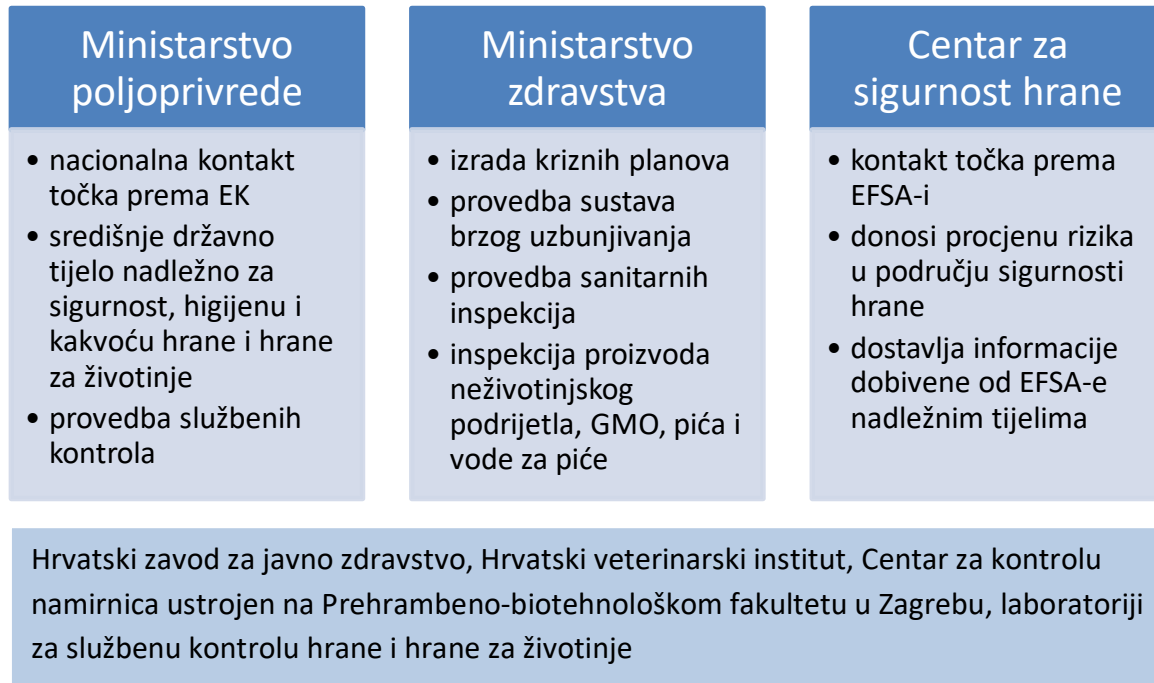 Ministarstvo
poljoprivrede
• nacionalna kontakt
točka prema EK
• središnje državno
tijelo nadležno za
sigurnost, higijenu i
kakvoću hrane i hrane
za životinje
• provedba službenih
kontrola
Ministarstvo
zdravstva
• izrada kriznih planova
• provedba sustava
brzog uzbunjivanja
• provedba sanitarnih
inspekcija
• inspekcija proizvoda
neživotinjskog
podrijetla, GMO, pića i
vode za piće
Centar za
sigurnost hrane
• kontakt točka prema
EFSA-i
• donosi procjenu rizika
u području sigurnosti
hrane
• dostavlja informacije
dobivene od EFSA-e
nadležnim tijelima
Hrvatski zavod za javno zdravstvo, Hrvatski veterinarski institut, Centar za kontrolu
namirnica ustrojen na Prehrambeno-biotehnološkom fakultetu u Zagrebu, laboratoriji
za službenu kontrolu hrane i hrane za životinje